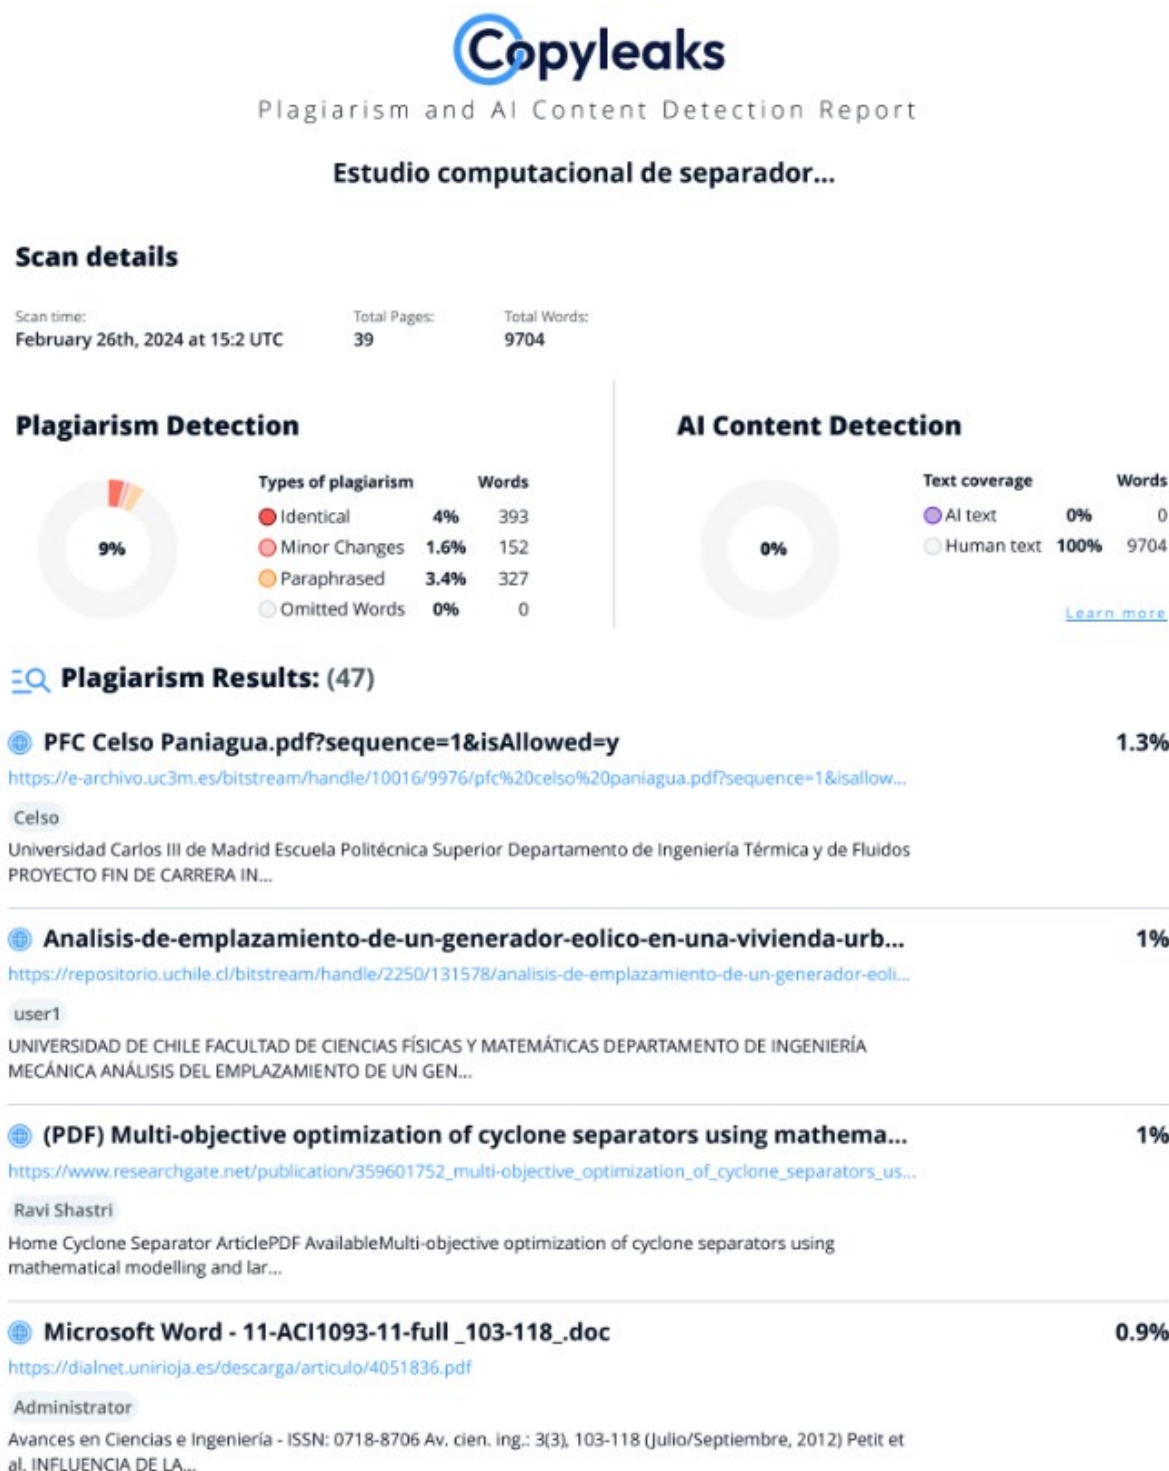 Copyleaks
Plagiarism and AI Content Detection Report
Estudio computacional de separador...
Scan details
Scan time:
February 26th, 2024 at 15:2 UTC
Total Pages:
39
Total Words:
9704
Plagiarism Detection
9%
Types of plagiarism Words
Identical 4% 393
Minor Changes 1.6% 152
Paraphrased 3.4% 327
Omitted Words 0% 0
AI Content Detection
0%
Text coverage Words
AI text 0% 0
Human text 100% 9704
Learn more
Plagiarism Results: (47)
PFC Celso Paniagua.pdf?sequence=1&isAllowed=y 1.3%
https://e-archivo.uc3m.es/bitstream/handle/10016/9976/pfc%20celso%20paniagua.pdf?sequence=1&isallow...
Celso
Universidad Carlos III de Madrid Escuela Politécnica Superior Departamento de Ingeniería Térmica y de Fluidos
PROYECTO FIN DE CARRERA IN...
Analisis-de-emplazamiento-de-un-generador-eolico-en-una-vivienda-urb... 1%
https://repositorio.uchile.cl/bitstream/handle/2250/131578/analisis-de-emplazamiento-de-un-generador-eoli...
user1
UNIVERSIDAD DE CHILE FACULTAD DE CIENCIAS FÍSICAS Y MATEMÁTICAS DEPARTAMENTO DE INGENIERÍA
MECÁNICA ANÁLISIS DEL EMPLAZAMIENTO DE UN GEN...
(PDF) Multi-objective optimization of cyclone separators using mathema... 1%
https://www.researchgate.net/publication/359601752_multi-objective_optimization_of_cyclone_separators_us...
Ravi Shastri
Home Cyclone Separator ArticlePDF AvailableMulti-objective optimization of cyclone separators using
mathematical modelling and lar...
Microsoft Word - 11-ACI1093-11-full _103-118_.doc 0.9%
https://dialnet.unirioja.es/descarga/articulo/4051836.pdf
Administrator
Avances en Ciencias e Ingeniería - ISSN: 0718-8706 Av. cien. ing.: 3(3), 103-118 (Julio/Septiembre, 2012) Petit et
al. INFLUENCIA DE LA...